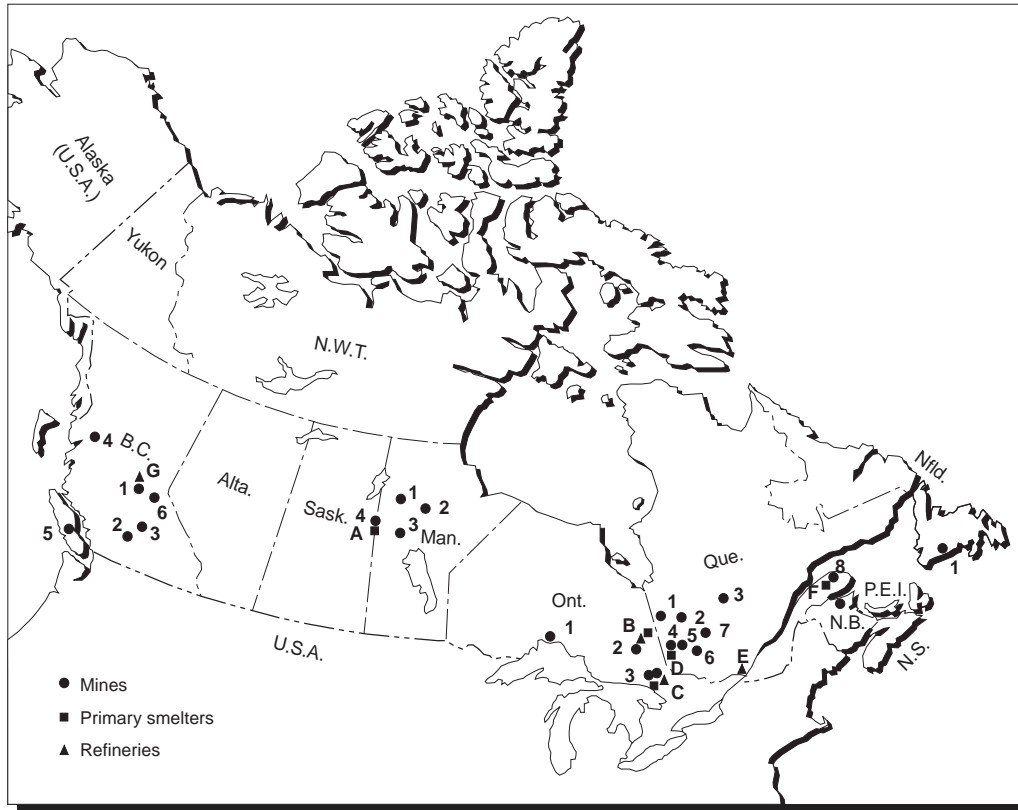 Alaska
(U.S.A.)
Yukon
N.W.T.
4
B.C.
G
1
6
2
3
5
Alta.
Sask.
4
A
1
2
3
Man.
Nfld.
1
Que.
8
F
P.E.I.
N.B.
N.S.
Ont.
1
1
2
3
B
4
5
7
2
6
D
E
3
C
U.S.A.
Mines
Primary smelters
Refineries